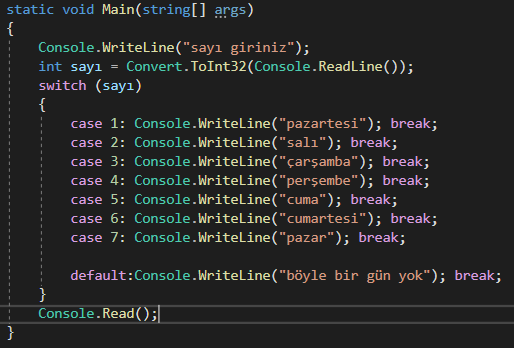 static void Main(string[] args)
{
Console.WriteLine("sayı giriniz");
int sayı = Convert.ToInt32(Console.ReadLine());
switch (sayı)
{
case 1: Console.WriteLine("pazartesi"); break;
case 2: Console.WriteLine("salı"); break;
case 3: Console.WriteLine("çarşamba"); break;
case 4: Console.WriteLine("perşembe"); break;
case 5: Console.WriteLine("cuma"); break;
case 6: Console.WriteLine("cumartesi"); break;
case 7: Console.WriteLine("pazar"); break;
default:Console.WriteLine("böyle bir gün yok"); break;
}
Console.Read();
}